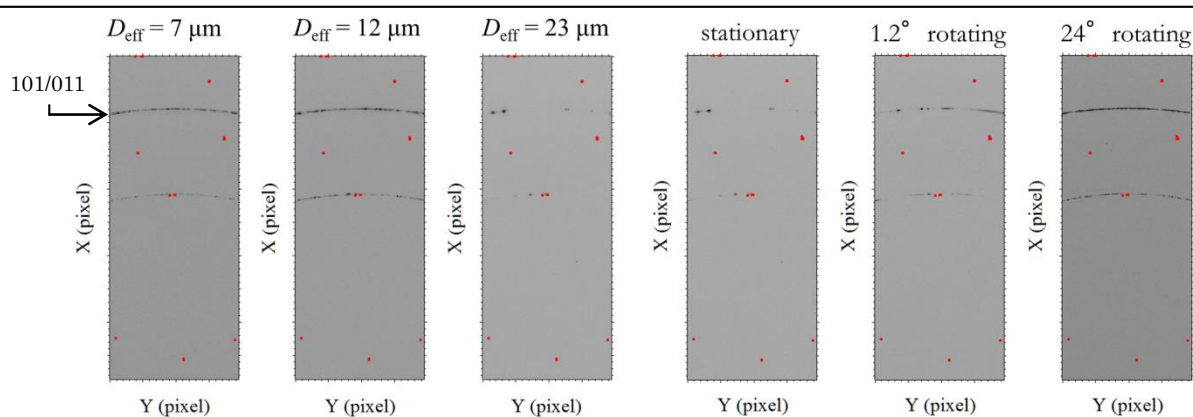 D_eff = 7 μm D_eff = 12 μm D_eff = 23 μm stationary 1.2° rotating 24° rotating
101/011
X (pixel) X (pixel) X (pixel) X (pixel) X (pixel) X (pixel)
Y (pixel) Y (pixel) Y (pixel) Y (pixel) Y (pixel) Y (pixel)